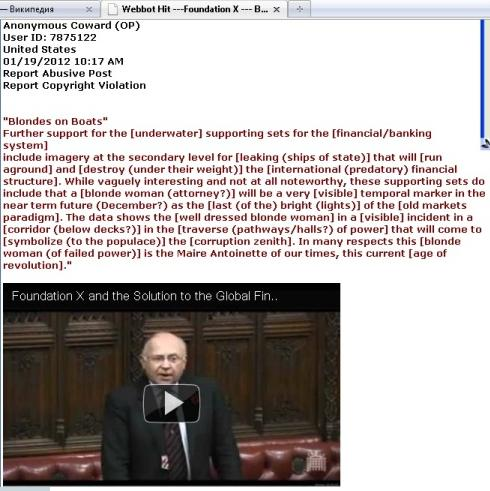 — Википедия
Webbot Hit ---Foundation X --- B...
Anonymous Coward (OP)
User ID: 7875122
United States
01/19/2012 10:17 AM
Report Abusive Post
Report Copyright Violation
"Blondes on Boats"
Further support for the [underwater] supporting sets for the [financial/banking
system]
include imagery at the secondary level for [leaking (ships of state)] that will [run
aground] and [destroy (under their weight)] the [international (predatory) financial
structure]. While vaguely interesting and not at all noteworthy, these supporting sets do
include that a [blonde woman (attorney?)] will be a very [visible] temporal marker in the
near term future (December?) as the [last (of the) bright (lights)] of the [old markets
paradigm]. The data shows the [well dressed blonde woman] in a [visible] incident in a
[corridor (below decks?)] in the [traverse (pathways/halls?) of power] that will come to
[symbolize (to the populace)] the [corruption zenith]. In many respects this [blonde
woman (of failed power)] is the Maire Antoinette of our times, this current [age of
revolution]."
Foundation X and the Solution to the Global Fin..